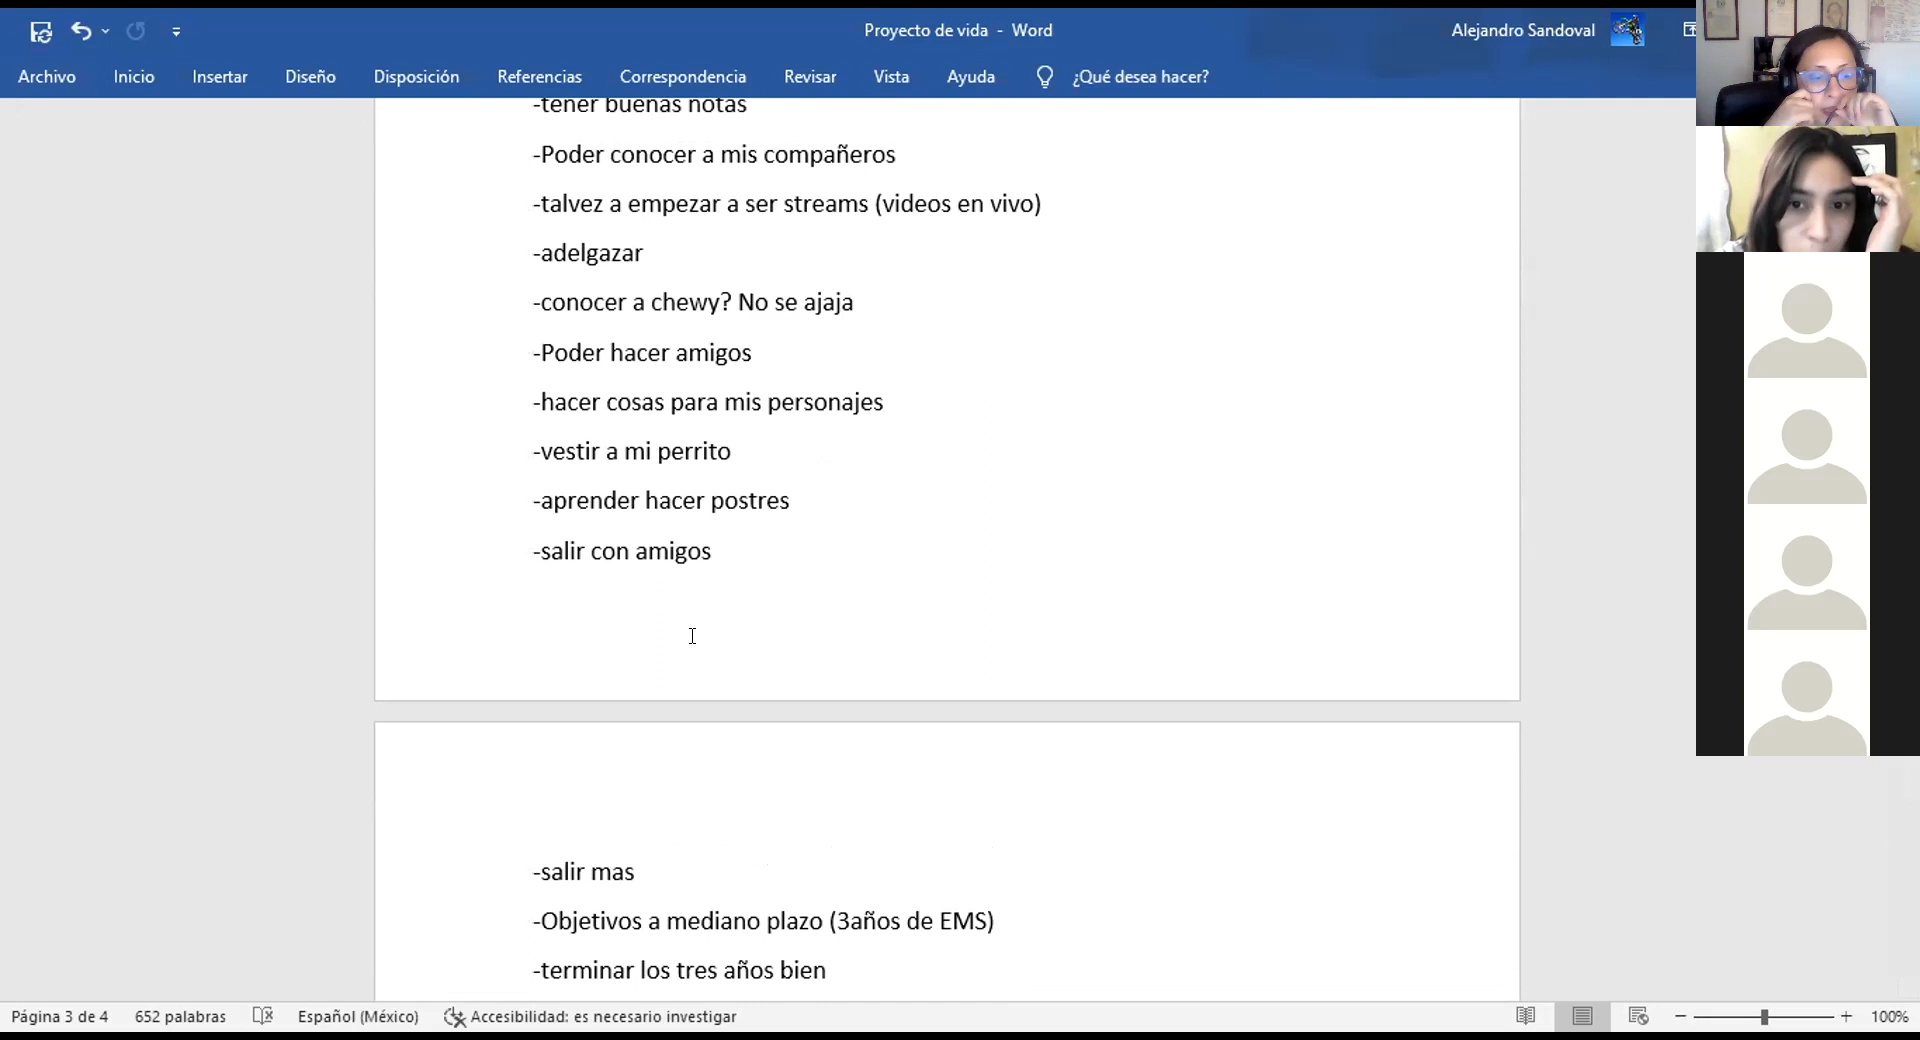 Proyecto de vida - Word
Alejandro Sandoval
Archivo Inicio Insertar Diseño Disposición Referencias Correspondencia Revisar Vista Ayuda ¿Qué desea hacer?
-tener buenas notas
-Poder conocer a mis compañeros
-talvez a empezar a ser streams (videos en vivo)
-adelgazar
-conocer a chewy? No se ajaja
-Poder hacer amigos
-hacer cosas para mis personajes
-vestir a mi perrito
-aprender hacer postres
-salir con amigos
-salir mas
-Objetivos a mediano plazo (3años de EMS)
-terminar los tres años bien
Página 3 de 4 652 palabras Español (México) Accesibilidad: es necesario investigar 100%